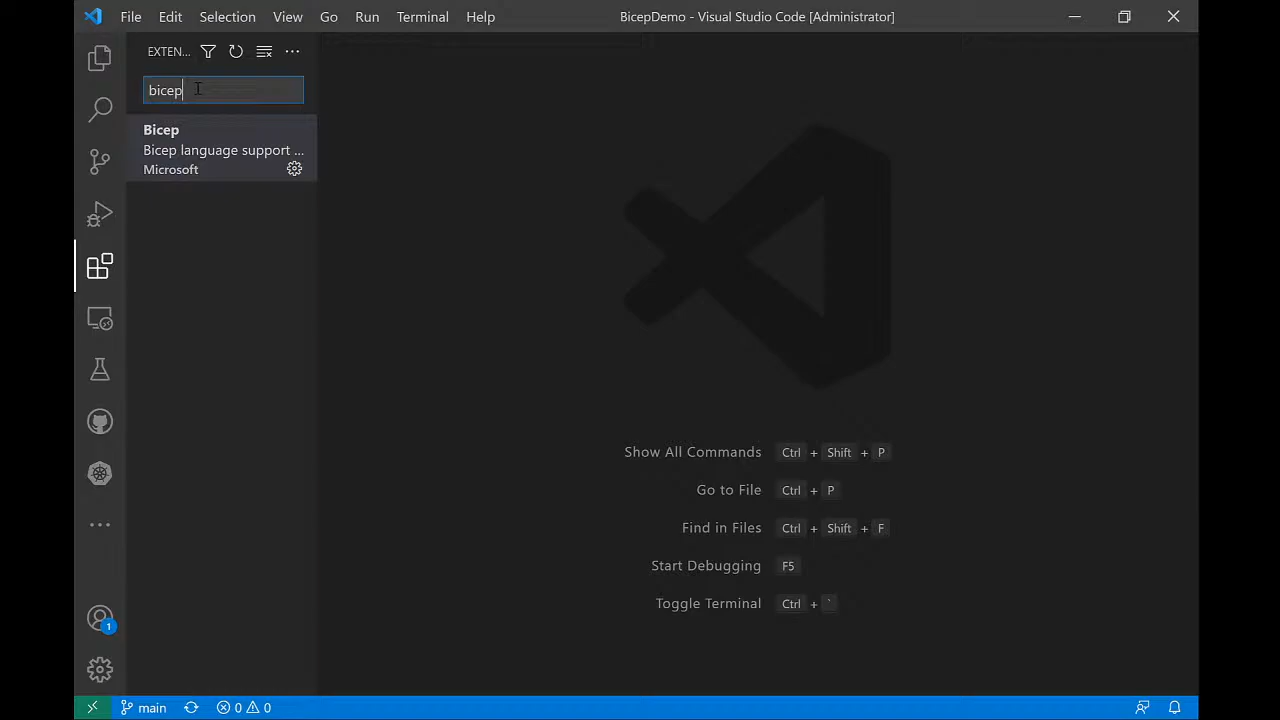 File Edit Selection View Go Run Terminal Help
BicepDemo - Visual Studio Code [Administrator]
EXTEN...
bicep
Bicep
Bicep language support ...
Microsoft
Show All Commands Ctrl + Shift + P
Go to File Ctrl + P
Find in Files Ctrl + Shift + F
Start Debugging F5
Toggle Terminal Ctrl + `
1
main 0 0